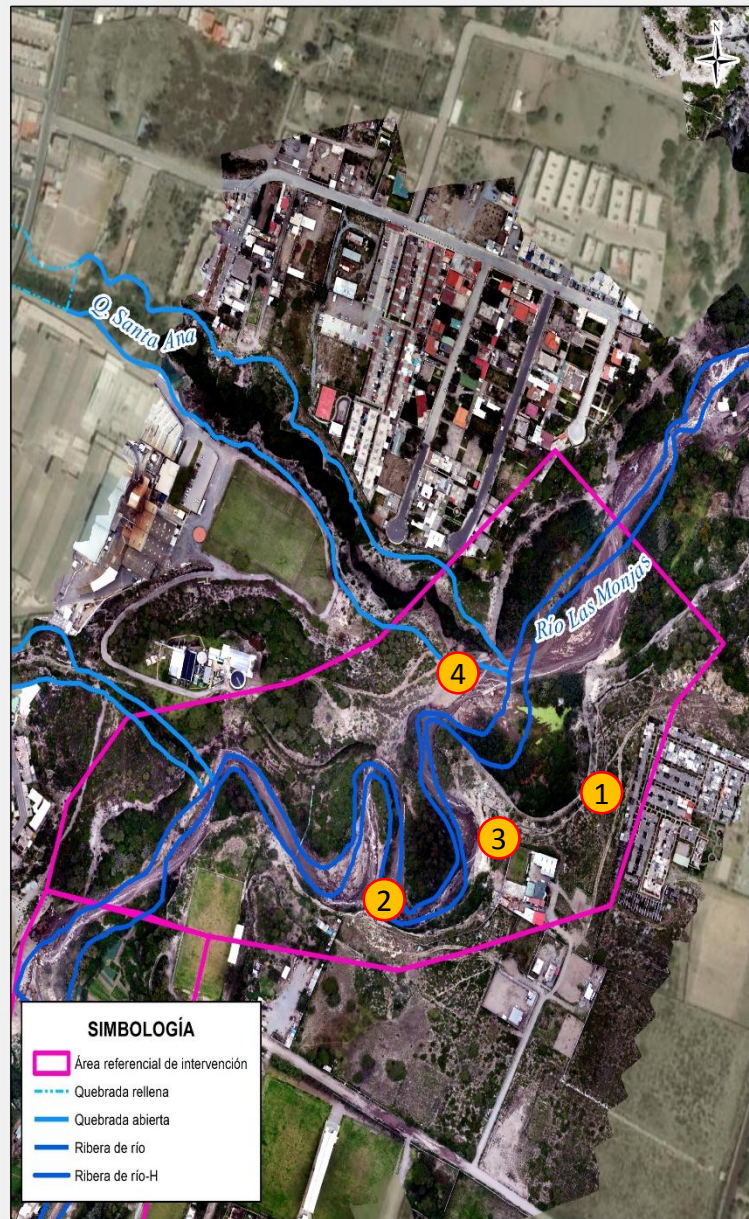 N
Q. Santa Ana
Río Las Monjas
4
1
3
2
SIMBOLOGÍA
Área referencial de intervención
Quebrada rellena
Quebrada abierta
Ribera de río
Ribera de río-H